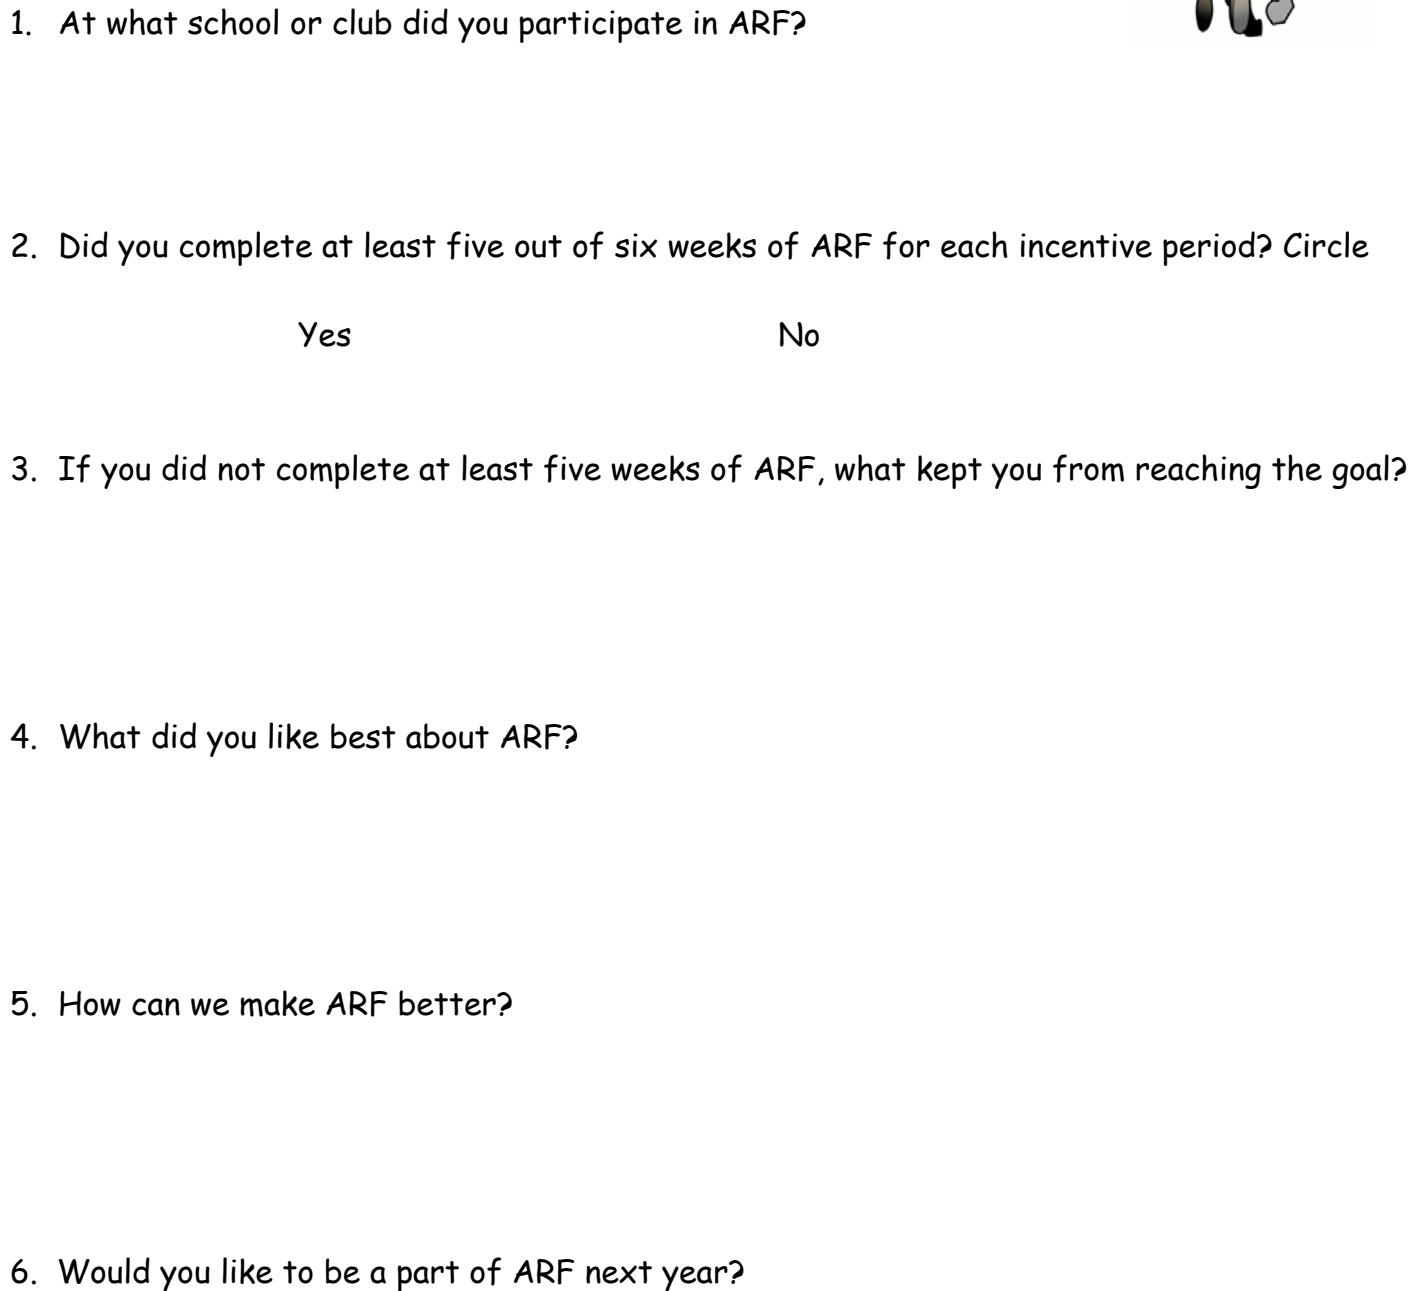 1. At what school or club did you participate in ARF?
2. Did you complete at least five out of six weeks of ARF for each incentive period? Circle
Yes No
3. If you did not complete at least five weeks of ARF, what kept you from reaching the goal?
4. What did you like best about ARF?
5. How can we make ARF better?
6. Would you like to be a part of ARF next year?